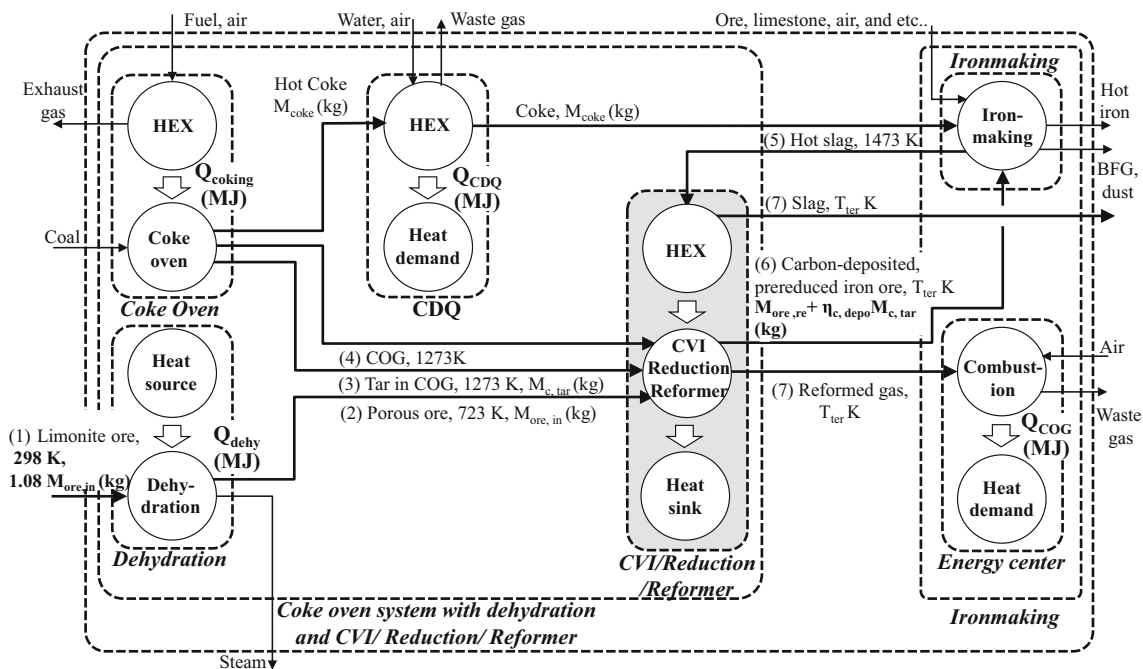 Fuel, air
Water, air
Waste gas
Ore, limestone, air, and etc..
Exhaust
gas
HEX
Q_coking
(MJ)
Coal
Coke
oven
Coke Oven
Hot Coke
M_coke (kg)
HEX
Q_CDQ
(MJ)
Heat
demand
CDQ
Coke, M_coke (kg)
Ironmaking
Iron-
making
Hot
iron
BFG,
dust
(5) Hot slag, 1473 K
(7) Slag, T_ter K
HEX
(6) Carbon-deposited,
prereduced iron ore, T_ter K
M_ore ,re + η_c, depo M_c, tar
(kg)
CVI
Reduction
Reformer
Heat
sink
CVI/Reduction
/Reformer
(4) COG, 1273K
(3) Tar in COG, 1273 K, M_c, tar (kg)
(2) Porous ore, 723 K, M_ore, in (kg)
Heat
source
(1) Limonite ore,
298 K,
1.08 M_ore,in (kg)
Q_dehy
(MJ)
Dehy-
dration
Dehydration
Steam
(7) Reformed gas,
T_ter K
Air
Combust-
ion
Waste
gas
Q_COG
(MJ)
Heat
demand
Energy center
Ironmaking
Coke oven system with dehydration
and CVI/ Reduction/ Reformer